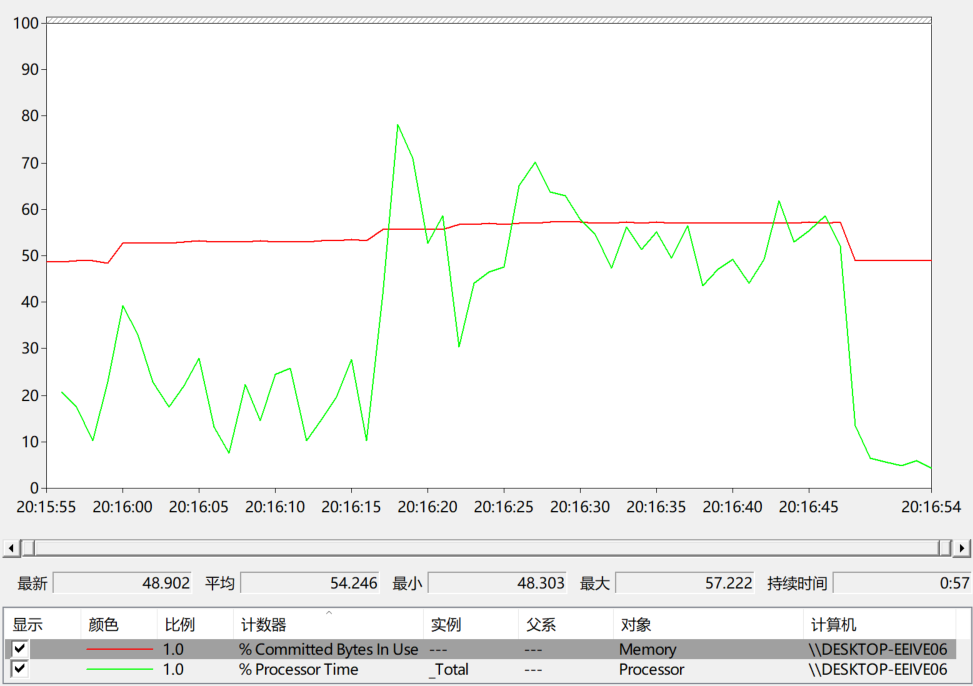 100
90
80
70
60
50
40
30
20
10
0
20:15:55 20:16:00 20:16:05 20:16:10 20:16:15 20:16:20 20:16:25 20:16:30 20:16:35 20:16:40 20:16:45 20:16:54
最新 48.902 平均 54.246 最小 48.303 最大 57.222 持续时间 0:57
显示 颜色 比例 计数器 实例 父系 对象 计算机
1.0 % Committed Bytes In Use --- --- Memory \\DESKTOP-EEIVE06
1.0 % Processor Time _Total --- Processor \\DESKTOP-EEIVE06